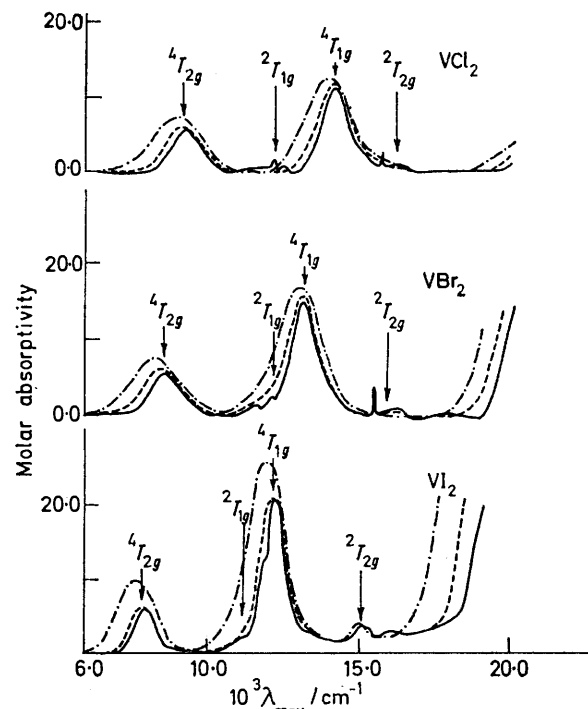 20·0
10·0
0·0
⁴T₂g
²T₁g
⁴T₁g
²T₂g
VCl₂
20·0
0·0
⁴T₂g
²T₁g
⁴T₁g
²T₂g
VBr₂
20·0
⁴T₂g
²T₁g
⁴T₁g
²T₂g
VI₂
Molar absorptivity
6·0 10·0 15·0 20·0
10³λ /cm⁻¹